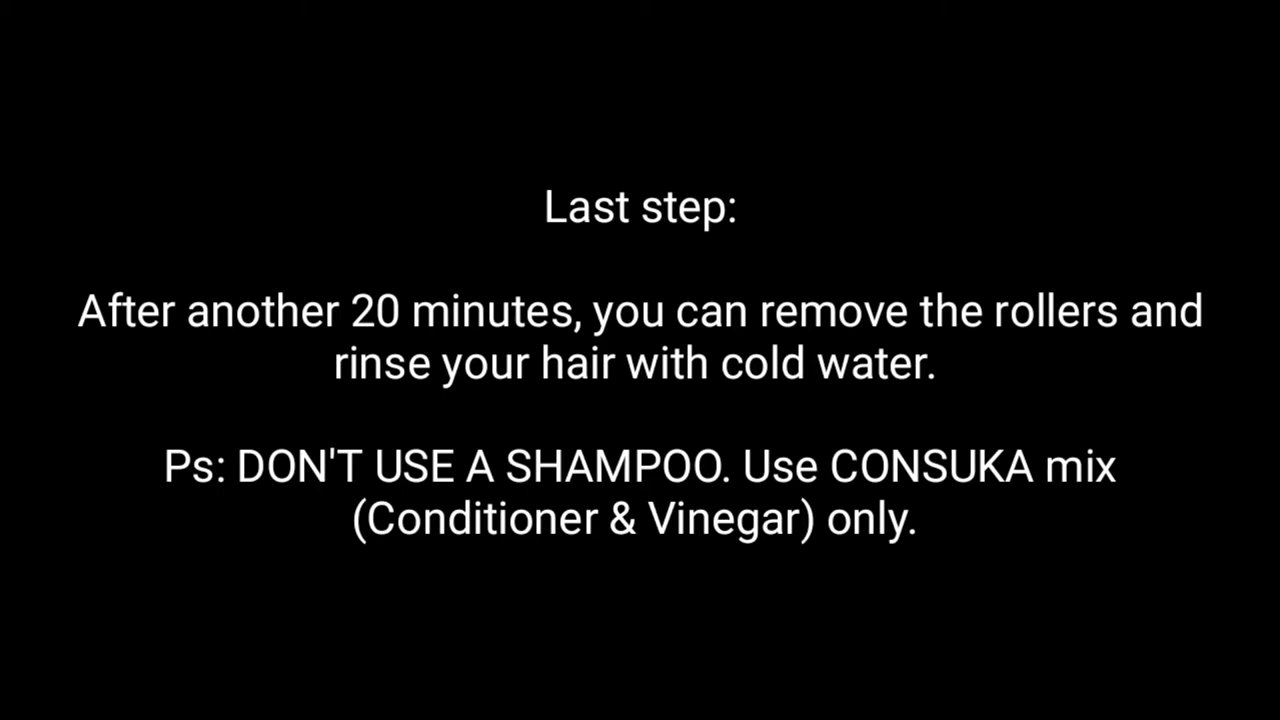 Last step:
After another 20 minutes, you can remove the rollers and
rinse your hair with cold water.
Ps: DON'T USE A SHAMPOO. Use CONSUKA mix
(Conditioner & Vinegar) only.